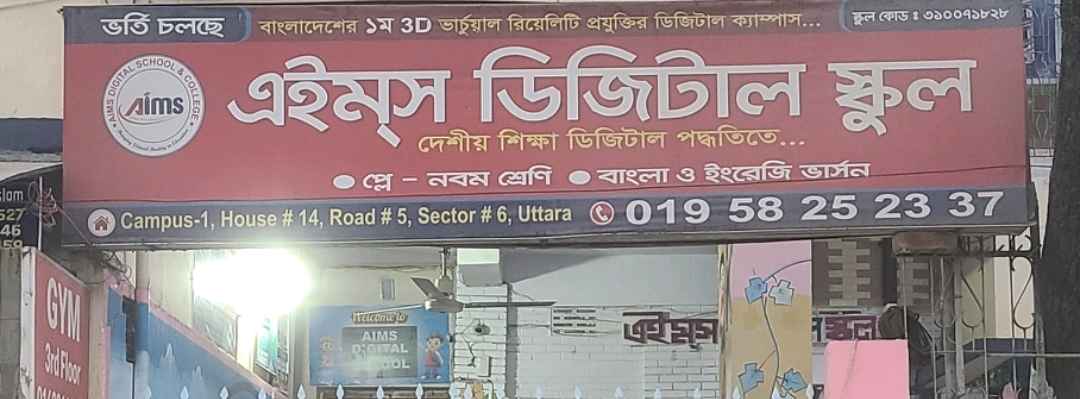 ভর্তি চলছে
বাংলাদেশের ১ম 3D ভার্চুয়াল রিয়েলিটি প্রযুক্তির ডিজিটাল ক্যাম্পাস...
স্কুল কোড : ৩১০০৭১৮২৮
AIMS DIGITAL SCHOOL & COLLEGE
Aims
এইম্স ডিজিটাল স্কুল
দেশীয় শিক্ষা ডিজিটাল পদ্ধতিতে...
প্লে - নবম শ্রেণি ● বাংলা ও ইংরেজি ভার্সন
Campus-1, House # 14, Road # 5, Sector # 6, Uttara 019 58 25 23 37
GYM
3rd Floor
Welcome to
AIMS
DIGITAL
SCHOOL
এইমস
স্কুল